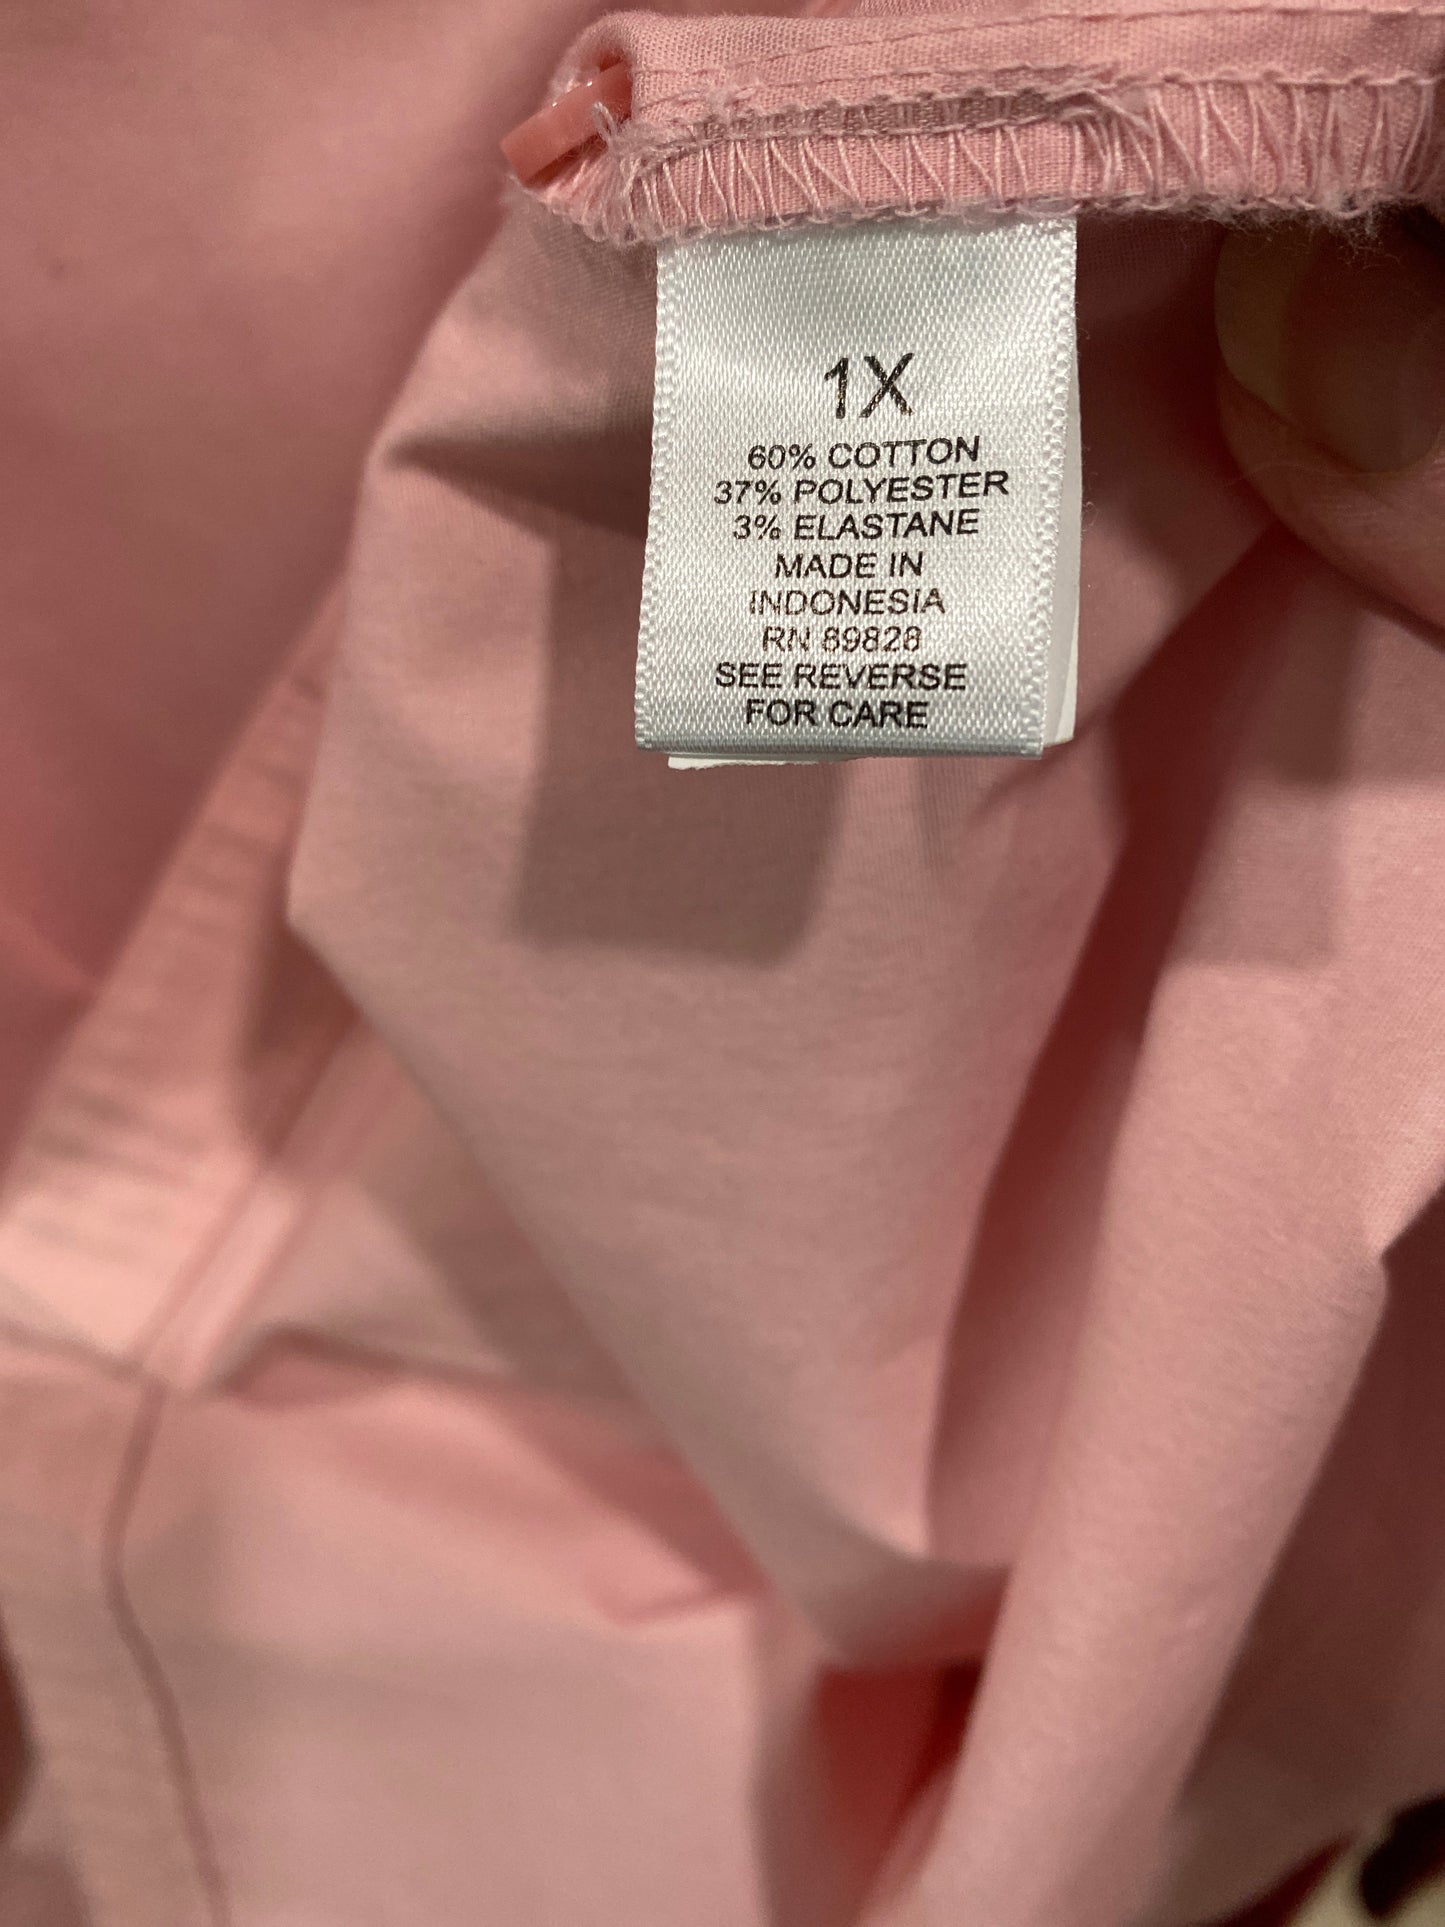 1X
60% COTTON
37% POLYESTER
3% ELASTANE
MADE IN
INDONESIA
RN 89828
SEE REVERSE
FOR CARE